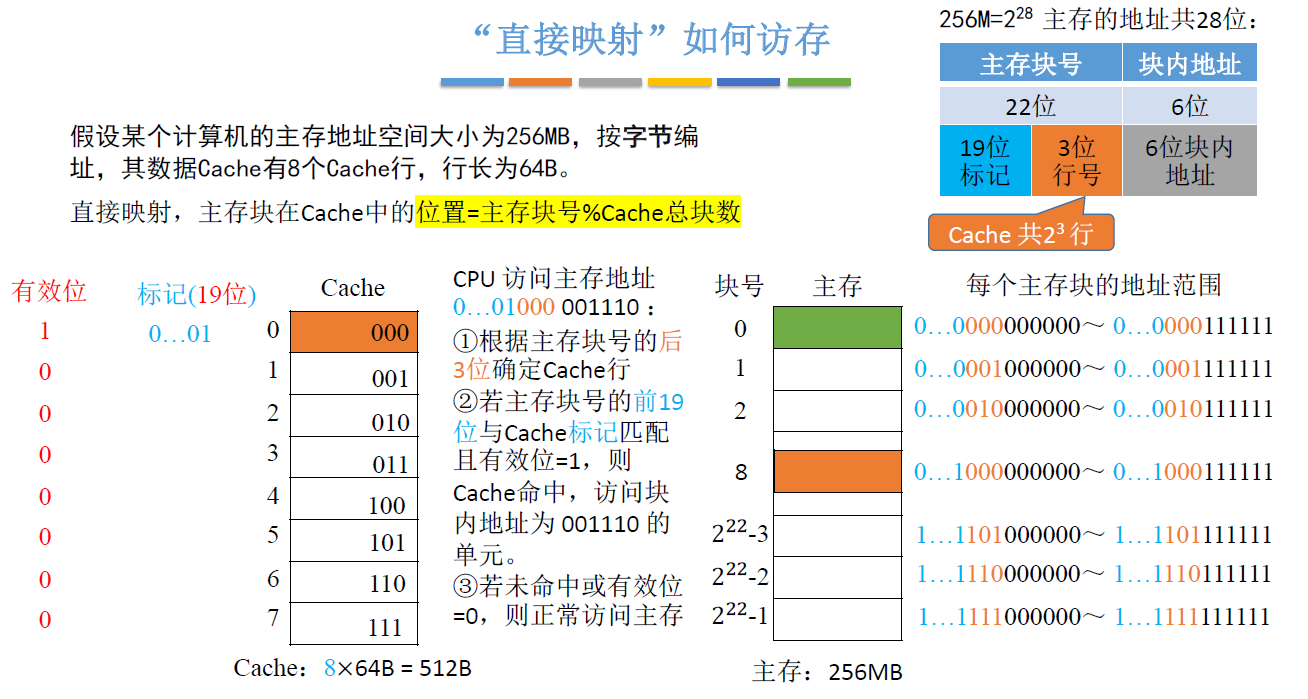 “直接映射”如何访存
256M=2²⁸ 主存的地址共28位：
主存块号 块内地址
22位 6位
19位标记 3位行号 6位块内地址
Cache 共2³ 行
假设某个计算机的主存地址空间大小为256MB，按字节编
址，其数据Cache有8个Cache行，行长为64B。
直接映射，主存块在Cache中的位置=主存块号%Cache总块数
有效位 标记(19位) Cache
1 0…01 0 000
0 1 001
0 2 010
0 3 011
0 4 100
0 5 101
0 6 110
0 7 111
Cache：8×64B = 512B
CPU 访问主存地址
0…01000 001110：
①根据主存块号的后
3位确定Cache行
②若主存块号的前19
位与Cache标记匹配
且有效位=1，则
Cache命中，访问块
内地址为 001110 的
单元。
③若未命中或有效位
=0，则正常访问主存
块号 主存 每个主存块的地址范围
0 0…0000000000～ 0…0000111111
1 0…0001000000～ 0…0001111111
2 0…0010000000～ 0…0010111111
8 0…1000000000～ 0…1000111111
2²²-3 1…1101000000～ 1…1101111111
2²²-2 1…1110000000～ 1…1110111111
2²²-1 1…1111000000～ 1…1111111111
主存：256MB